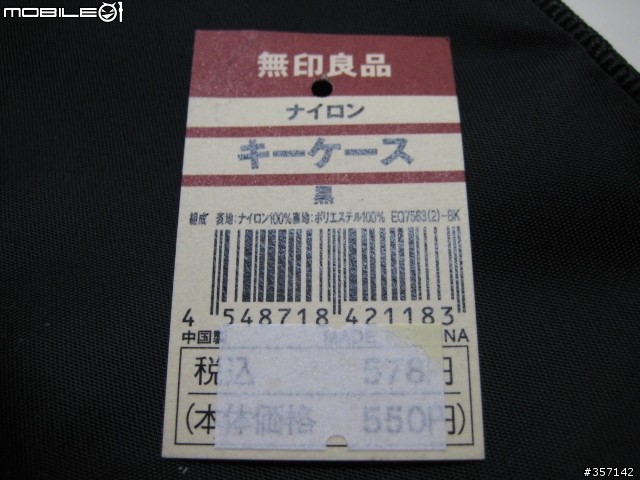 MOBILE01
無印良品
ナイロン
キーケース
黒
組成 表地:ナイロン100%裏地:ポリエステル100% EQ7563(2)-BK
4 548718 421183
中国製 MADE IN CHINA
税込 578円
(本体価格 550円)
#357142